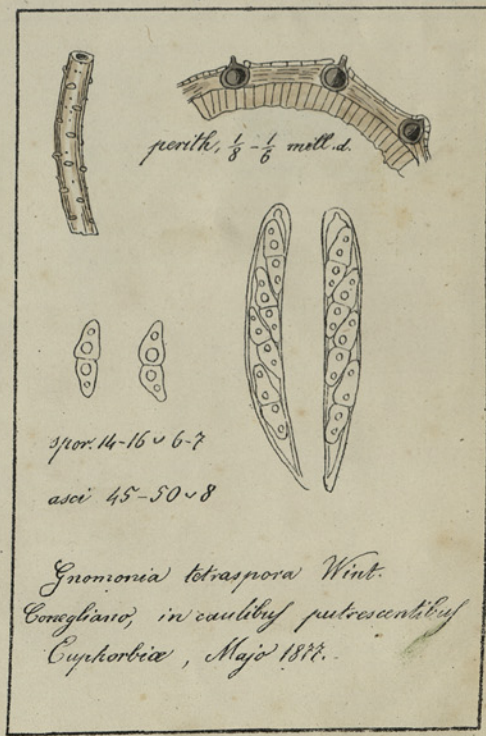 perith, 1/8 - 1/6 mill.d.
spor. 14-16 ᴗ 6-7
asci 45-50 ᴗ 8
Gnomonia tetraspora Wint.
Conegliano, in caulibus putrescentibus
Euphorbiæ, Majo 1877.